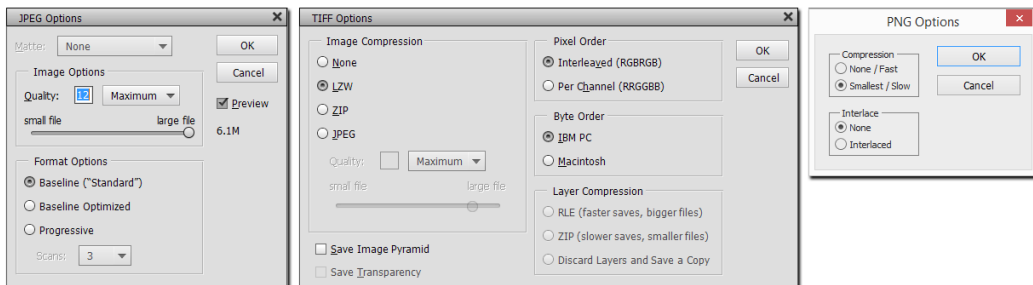 JPEG Options
Matte: None
OK
Cancel
Image Options
Quality: 12 Maximum
small file large file
Preview
6.1M
Format Options
Baseline ("Standard")
Baseline Optimized
Progressive
Scans: 3
TIFF Options
Image Compression
None
LZW
ZIP
JPEG
Quality: Maximum
small file large file
Save Image Pyramid
Save Transparency
Pixel Order
Interleaved (RGBRGB)
Per Channel (RRGGBB)
Byte Order
IBM PC
Macintosh
Layer Compression
RLE (faster saves, bigger files)
ZIP (slower saves, smaller files)
Discard Layers and Save a Copy
OK
Cancel
PNG Options
Compression
None / Fast
Smallest / Slow
Interlace
None
Interlaced
OK
Cancel